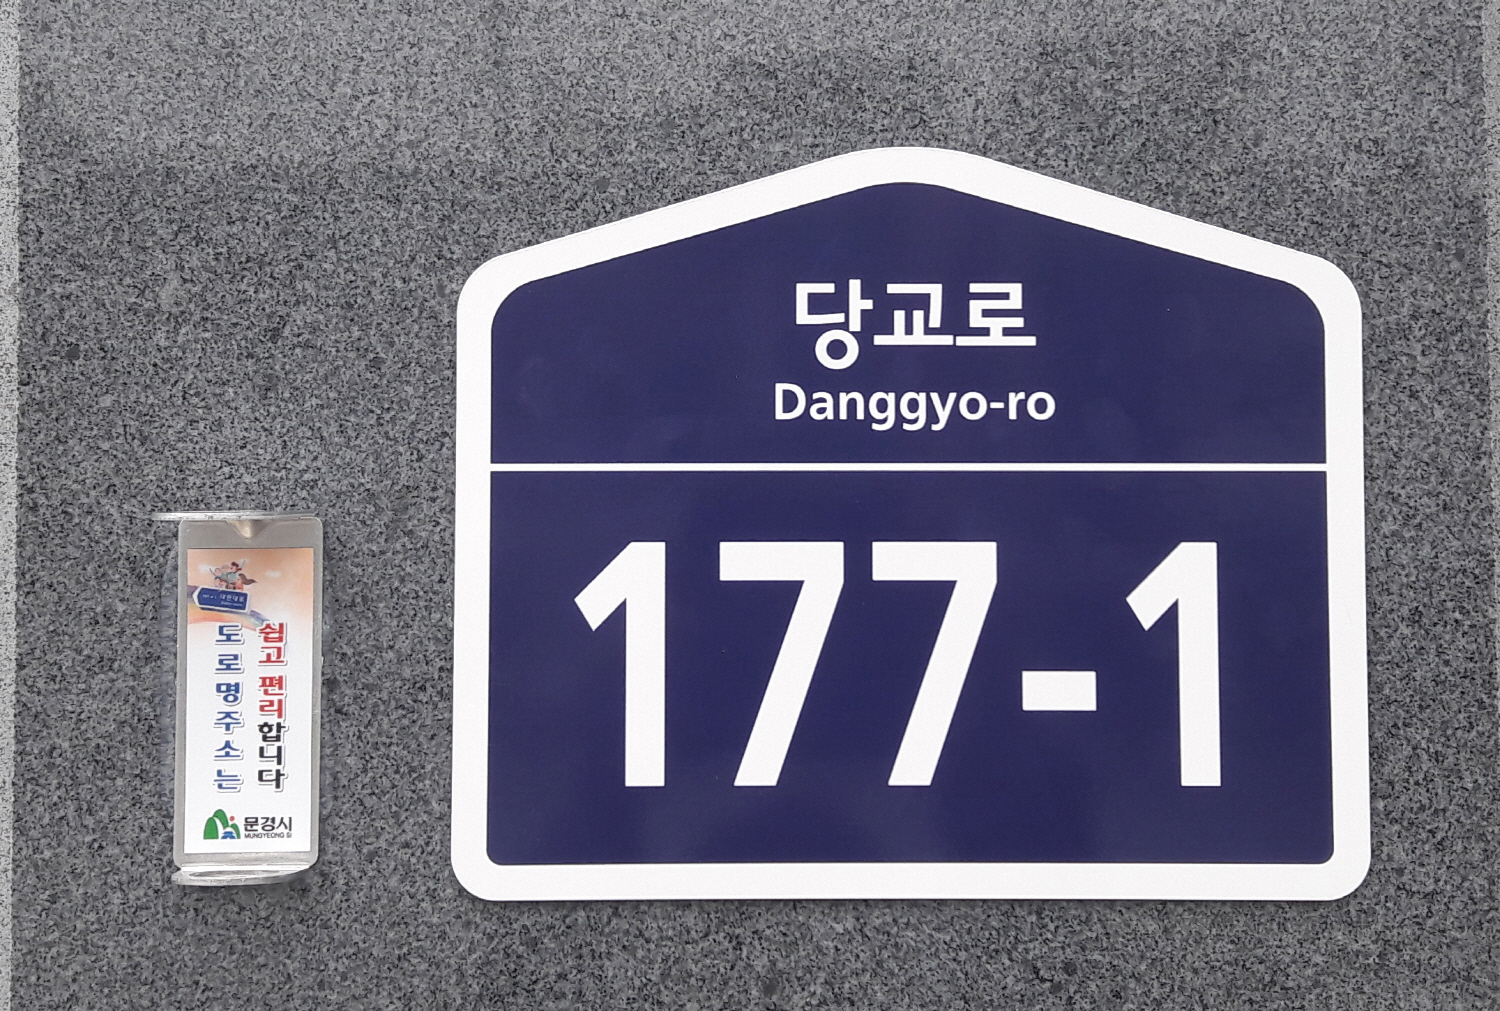 당교로
Danggyo-ro
177-1
도로명주소는
쉽고 편리합니다
문경시
MUNGYEONG SI